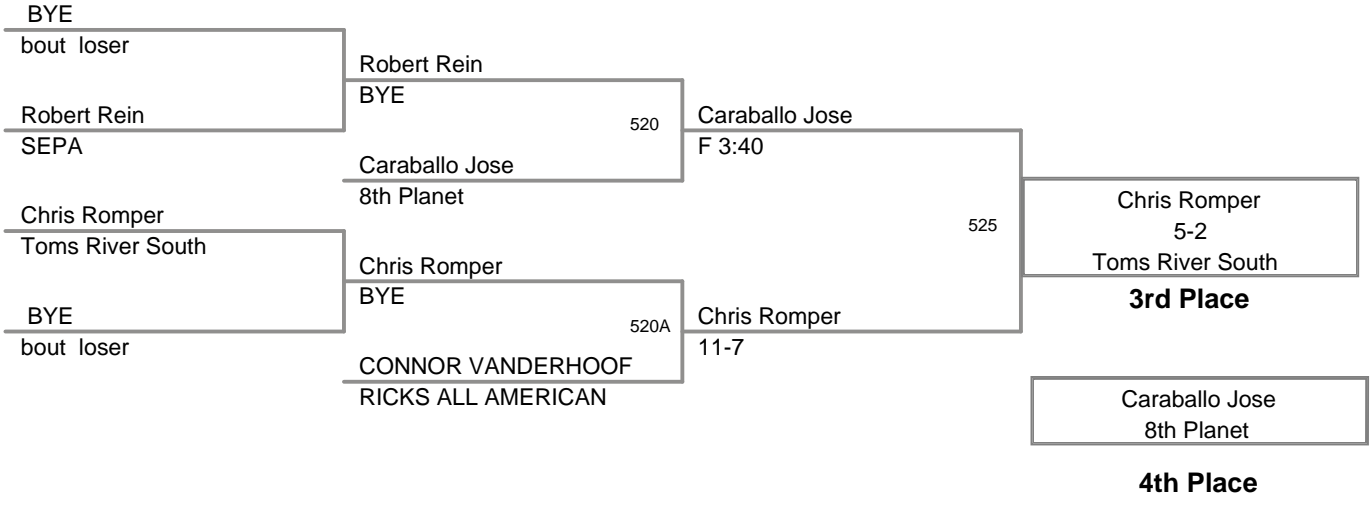 BYE
bout loser
Robert Rein
BYE
Robert Rein
SEPA
520
Caraballo Jose
F 3:40
Caraballo Jose
8th Planet
Chris Romper
Toms River South
525
Chris Romper
5-2
Toms River South
3rd Place
Chris Romper
BYE
BYE
bout loser
520A
Chris Romper
11-7
CONNOR VANDERHOOF
RICKS ALL AMERICAN
Caraballo Jose
8th Planet
4th Place